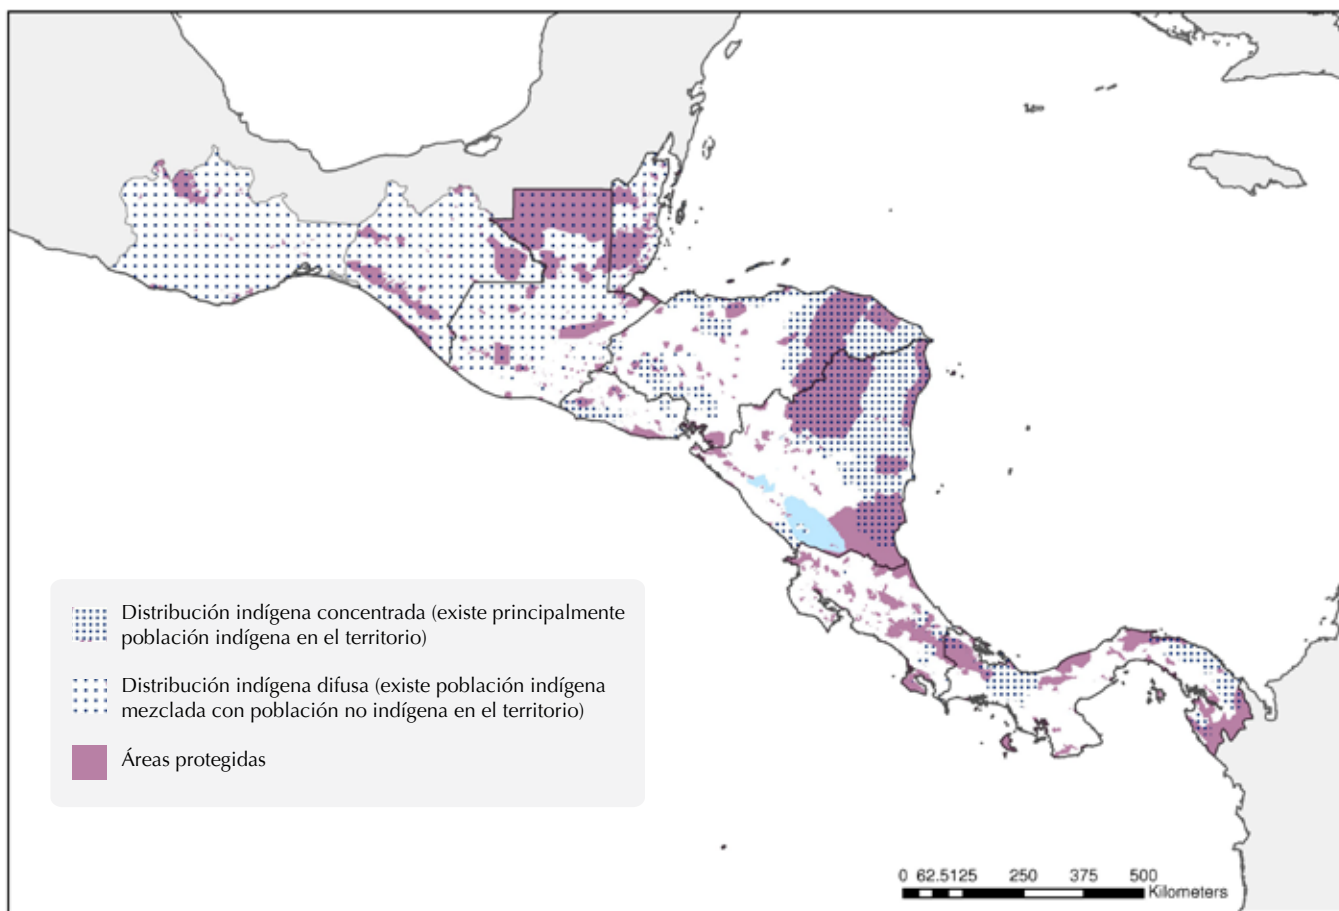 Distribución indígena concentrada (existe principalmente
población indígena en el territorio)
Distribución indígena difusa (existe población indígena
mezclada con población no indígena en el territorio)
Áreas protegidas
0 62.5125 250 375 500
Kilometers